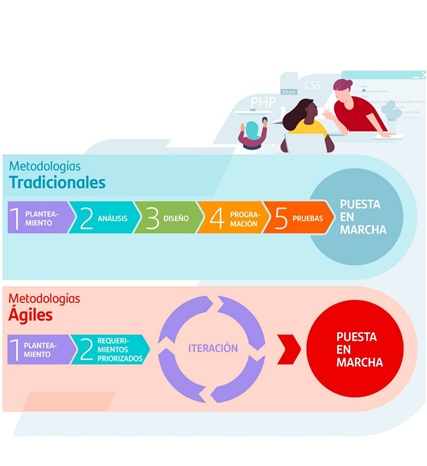 PHP
html
CSS
Metodologías
Tradicionales
1 PLANTEA-
MIENTO
2 ANÁLISIS
3 DISEÑO
4 PROGRA-
MACIÓN
5 PRUEBAS
PUESTA
EN
MARCHA
Metodologías
Ágiles
1 PLANTEA-
MIENTO
2 REQUERI-
MIENTOS
PRIORIZADOS
ITERACIÓN
PUESTA
EN
MARCHA